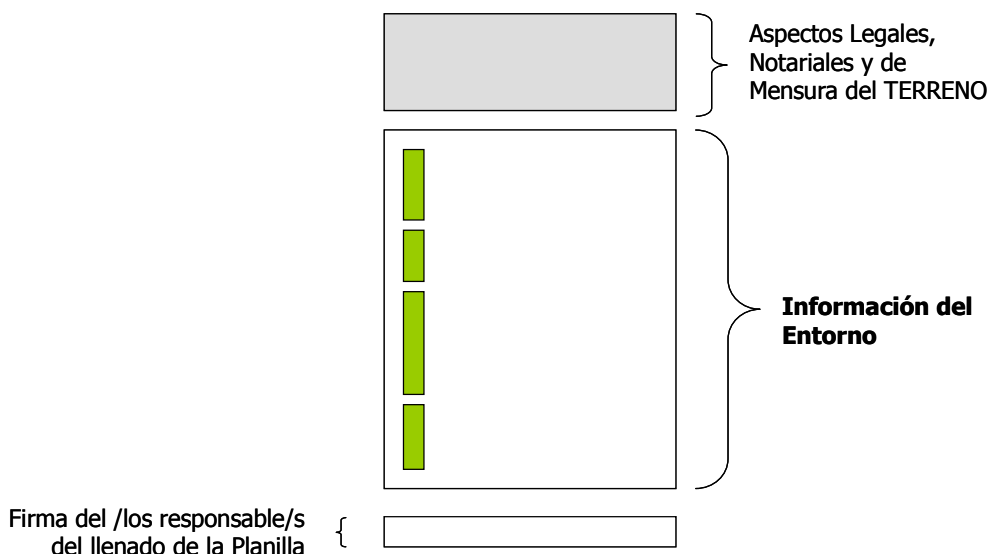 Aspectos Legales,
Notariales y de
Mensura del TERRENO
Información del
Entorno
Firma del /los responsable/s
del llenado de la Planilla